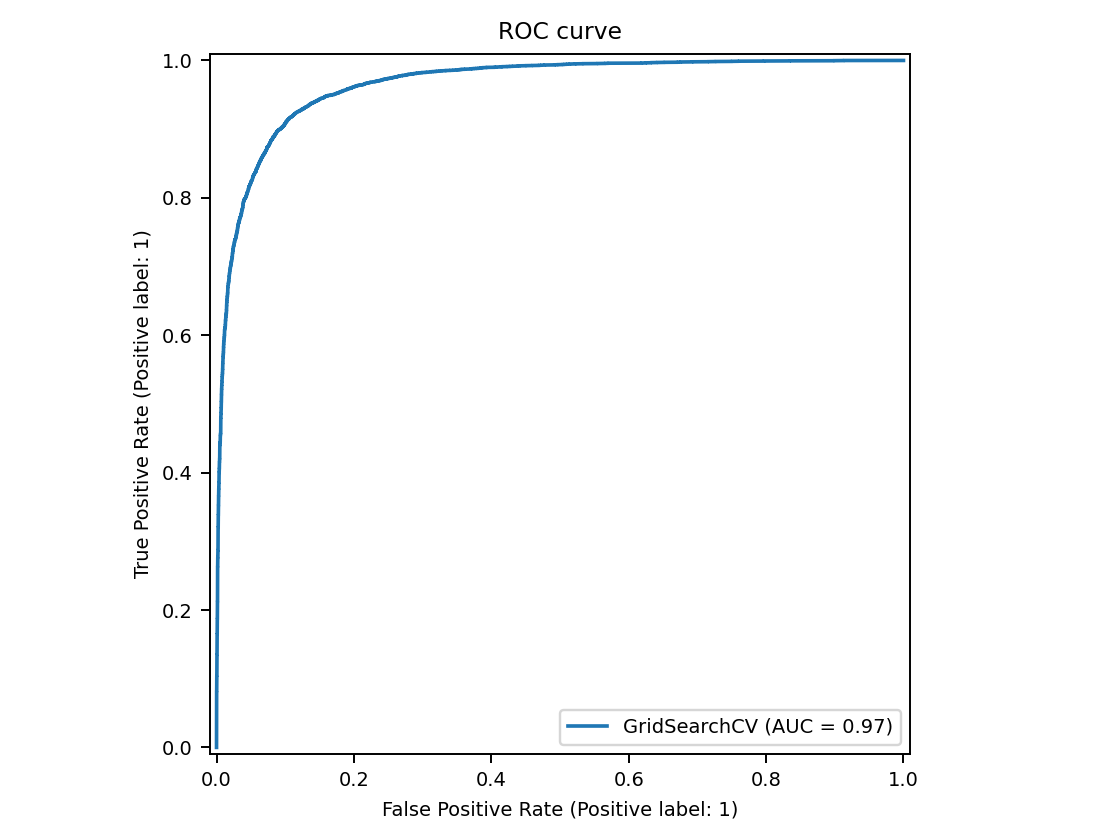 ROC curve
True Positive Rate (Positive label: 1)
1.0
0.8
0.6
0.4
0.2
0.0
GridSearchCV (AUC = 0.97)
0.0 0.2 0.4 0.6 0.8 1.0
False Positive Rate (Positive label: 1)